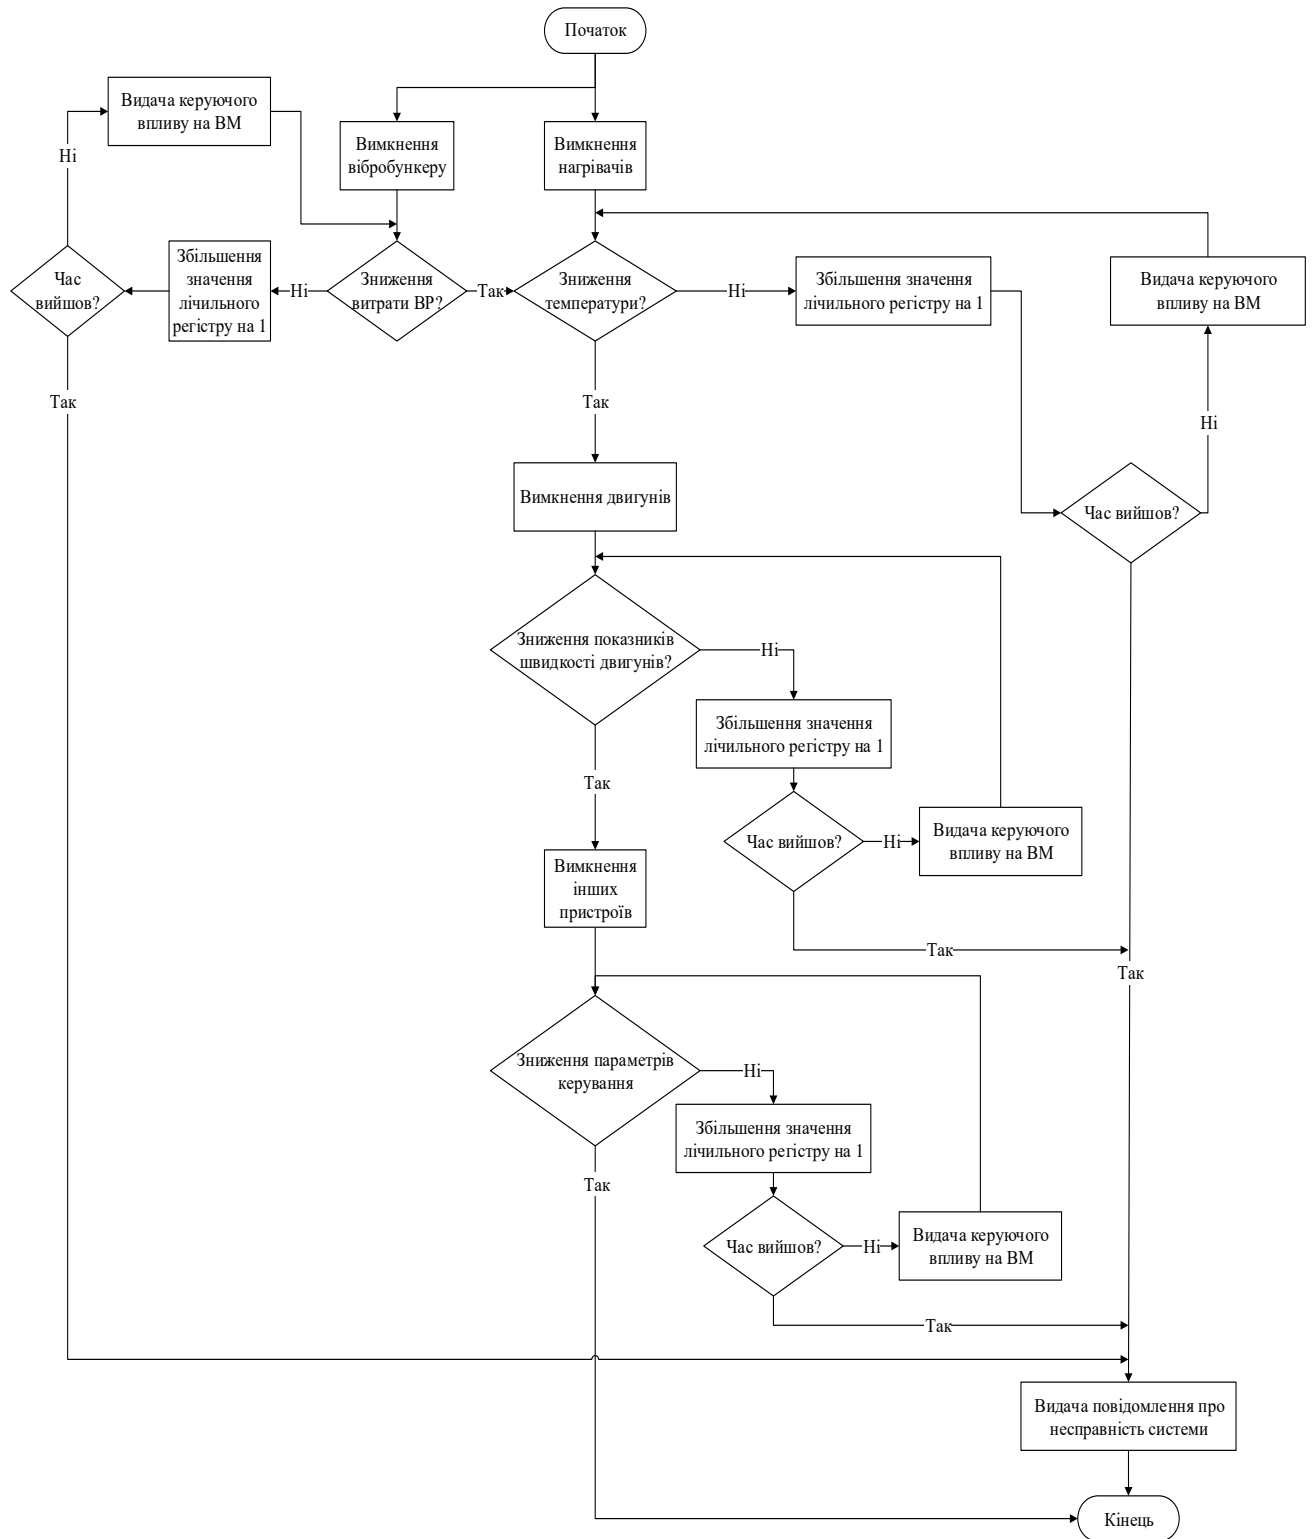 Початок
Видача керуючого
впливу на ВМ
Вимкнення
вібробункеру
Вимкнення
нагрівачів
Ні
Час
вийшов?
Збільшення
значення
лічильного
регістру на 1
Ні
Зниження
витрати ВР?
Так
Зниження
температури?
Ні
Збільшення значення
лічильного регістру на 1
Видача керуючого
впливу на ВМ
Так
Так
Ні
Вимкнення двигунів
Час вийшов?
Зниження показників
швидкості двигунів?
Ні
Збільшення значення
лічильного регістру на 1
Так
Час вийшов?
Ні
Видача керуючого
впливу на ВМ
Вимкнення
інших
пристроїв
Так
Так
Зниження параметрів
керування
Ні
Збільшення значення
лічильного регістру на 1
Так
Час вийшов?
Ні
Видача керуючого
впливу на ВМ
Так
Видача повідомлення про
несправність системи
Кінець